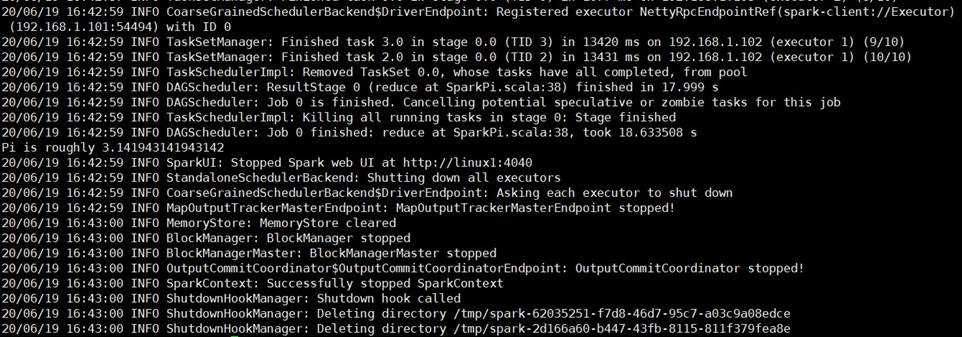 20/06/19 16:42:59 INFO CoarseGrainedSchedulerBackend$DriverEndpoint: Registered executor NettyRpcEndpointRef(spark-client://Executor)
(192.168.1.101:54494) with ID 0
20/06/19 16:42:59 INFO TaskSetManager: Finished task 3.0 in stage 0.0 (TID 3) in 13420 ms on 192.168.1.102 (executor 1) (9/10)
20/06/19 16:42:59 INFO TaskSetManager: Finished task 2.0 in stage 0.0 (TID 2) in 13431 ms on 192.168.1.102 (executor 1) (10/10)
20/06/19 16:42:59 INFO TaskSchedulerImpl: Removed TaskSet 0.0, whose tasks have all completed, from pool
20/06/19 16:42:59 INFO DAGScheduler: ResultStage 0 (reduce at SparkPi.scala:38) finished in 17.999 s
20/06/19 16:42:59 INFO DAGScheduler: Job 0 is finished. Cancelling potential speculative or zombie tasks for this job
20/06/19 16:42:59 INFO TaskSchedulerImpl: Killing all running tasks in stage 0: Stage finished
20/06/19 16:42:59 INFO DAGScheduler: Job 0 finished: reduce at SparkPi.scala:38, took 18.633508 s
Pi is roughly 3.141943141943142
20/06/19 16:42:59 INFO SparkUI: Stopped Spark web UI at http://linux1:4040
20/06/19 16:42:59 INFO StandaloneSchedulerBackend: Shutting down all executors
20/06/19 16:42:59 INFO CoarseGrainedSchedulerBackend$DriverEndpoint: Asking each executor to shut down
20/06/19 16:42:59 INFO MapOutputTrackerMasterEndpoint: MapOutputTrackerMasterEndpoint stopped!
20/06/19 16:43:00 INFO MemoryStore: MemoryStore cleared
20/06/19 16:43:00 INFO BlockManager: BlockManager stopped
20/06/19 16:43:00 INFO BlockManagerMaster: BlockManagerMaster stopped
20/06/19 16:43:00 INFO OutputCommitCoordinator$OutputCommitCoordinatorEndpoint: OutputCommitCoordinator stopped!
20/06/19 16:43:00 INFO SparkContext: Successfully stopped SparkContext
20/06/19 16:43:00 INFO ShutdownHookManager: Shutdown hook called
20/06/19 16:43:00 INFO ShutdownHookManager: Deleting directory /tmp/spark-62035251-f7d8-46d7-95c7-a03c9a08edce
20/06/19 16:43:00 INFO ShutdownHookManager: Deleting directory /tmp/spark-2d166a60-b447-43fb-8115-811f379fea8e